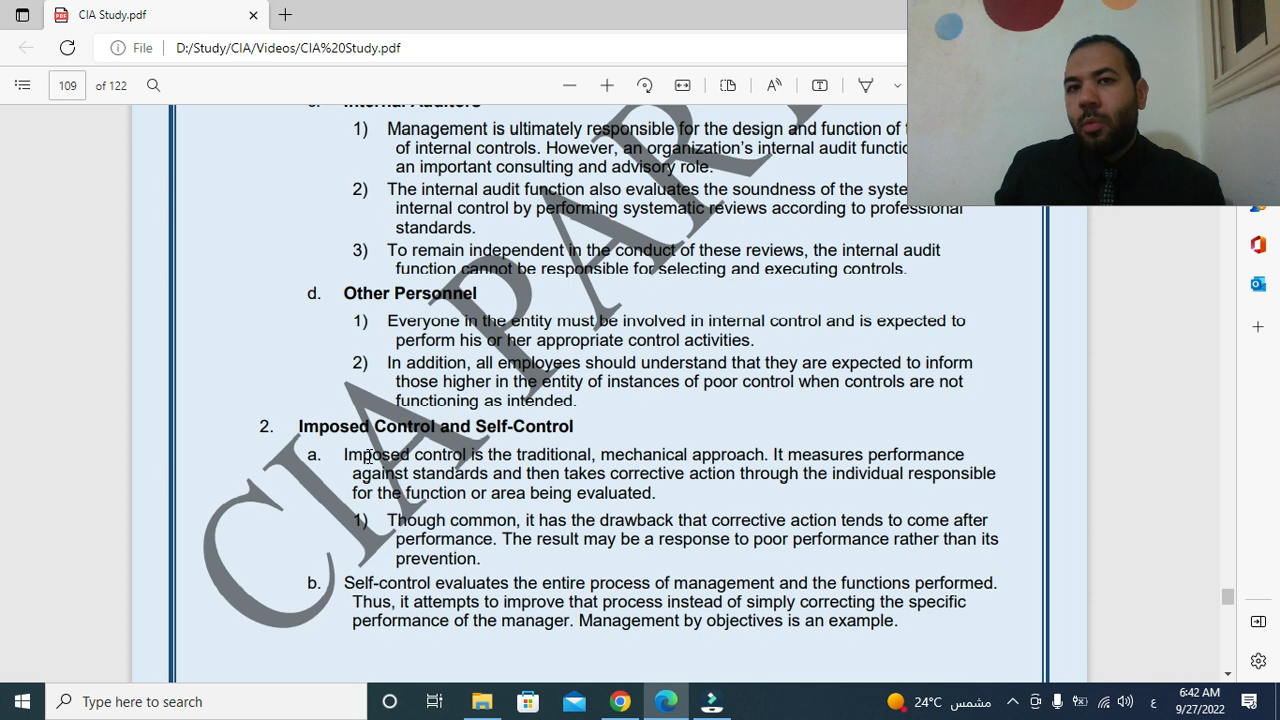 CIA Study.pdf
File D:/Study/CIA/Videos/CIA%20Study.pdf
109 of 122
Internal Auditors
1) Management is ultimately responsible for the design and function of
of internal controls. However, an organization's internal audit
an important consulting and advisory role.
2) The internal audit function also evaluates the soundness of the
internal control by performing systematic reviews according to professional
standards.
3) To remain independent in the conduct of these reviews, the internal audit
function cannot be responsible for selecting and executing controls.
d. Other Personnel
1) Everyone in the entity must be involved in internal control and is expected to
perform his or her appropriate control activities.
2) In addition, all employees should understand that they are expected to inform
those higher in the entity of instances of poor control when controls are not
functioning as intended.
2. Imposed Control and Self-Control
a. Imposed control is the traditional, mechanical approach. It measures performance
against standards and then takes corrective action through the individual responsible
for the function or area being evaluated.
1) Though common, it has the drawback that corrective action tends to come after
performance. The result may be a response to poor performance rather than its
prevention.
b. Self-control evaluates the entire process of management and the functions performed.
Thus, it attempts to improve that process instead of simply correcting the specific
performance of the manager. Management by objectives is an example.
CIA PAR
Type here to search
24°C مشمس
ع
6:42 AM
9/27/2022